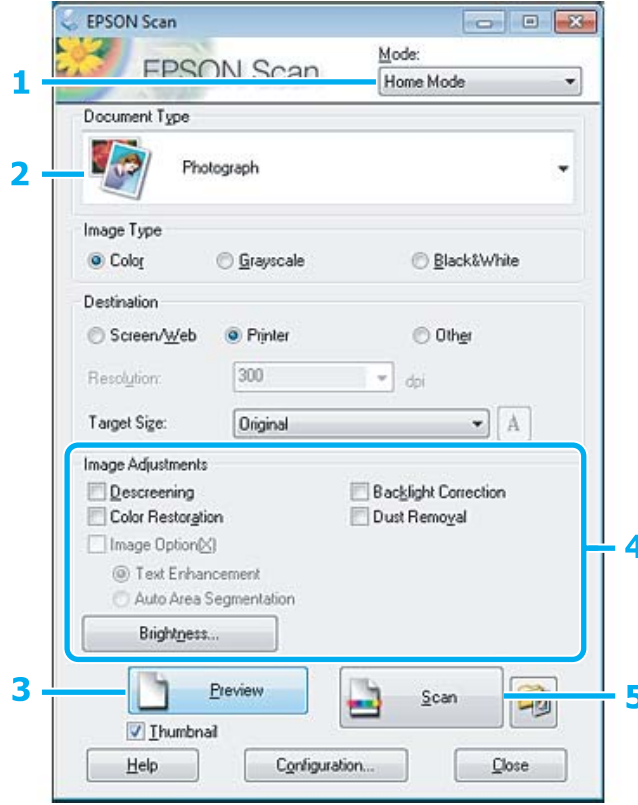 EPSON Scan
EPSON Scan
Mode:
1
Home Mode
Document Type
2
Photograph
Image Type
Color
Grayscale
Black&White
Destination
Screen/Web
Printer
Other
Resolution:
300
dpi
Target Size:
Original
A
Image Adjustments
Descreening
Backlight Correction
Color Restoration
Dust Removal
Image Option(X)
4
Text Enhancement
Auto Area Segmentation
Brightness...
3
Preview
Scan
5
Thumbnail
Help
Configuration...
Close